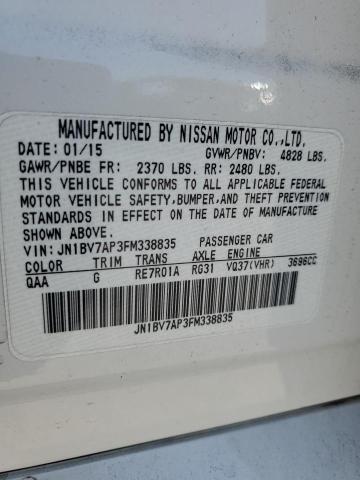 MANUFACTURED BY NISSAN MOTOR CO.,LTD.
DATE: 01/15 GVWR/PNBV: 4828 LBS.
GAWR/PNBE FR: 2370 LBS. RR: 2480 LBS.
THIS VEHICLE CONFORMS TO ALL APPLICABLE FEDERAL
MOTOR VEHICLE SAFETY,BUMPER,AND THEFT PREVENTION
STANDARDS IN EFFECT ON THE DATE OF MANUFACTURE
SHOWN ABOVE.
VIN: JN1BV7AP3FM338835 PASSENGER CAR
COLOR TRIM TRANS AXLE ENGINE
QAA G RE7R01A RG31 VQ37(VHR) 3696CC
JN1BV7AP3FM338835